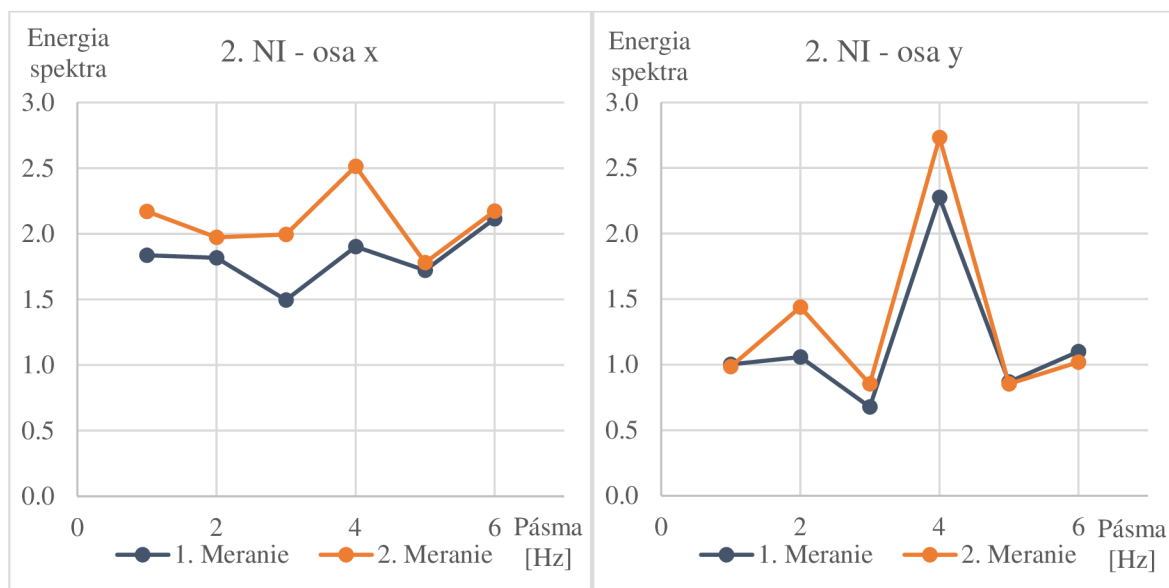 Energia
spektra
2. NI - osa x
3.0
2.5
2.0
1.5
1.0
0.5
0.0
0
2
4
6
Pásma
[Hz]
1. Meranie
2. Meranie
Energia
spektra
2. NI - osa y
3.0
2.5
2.0
1.5
1.0
0.5
0.0
0
2
4
6
Pásma
[Hz]
1. Meranie
2. Meranie